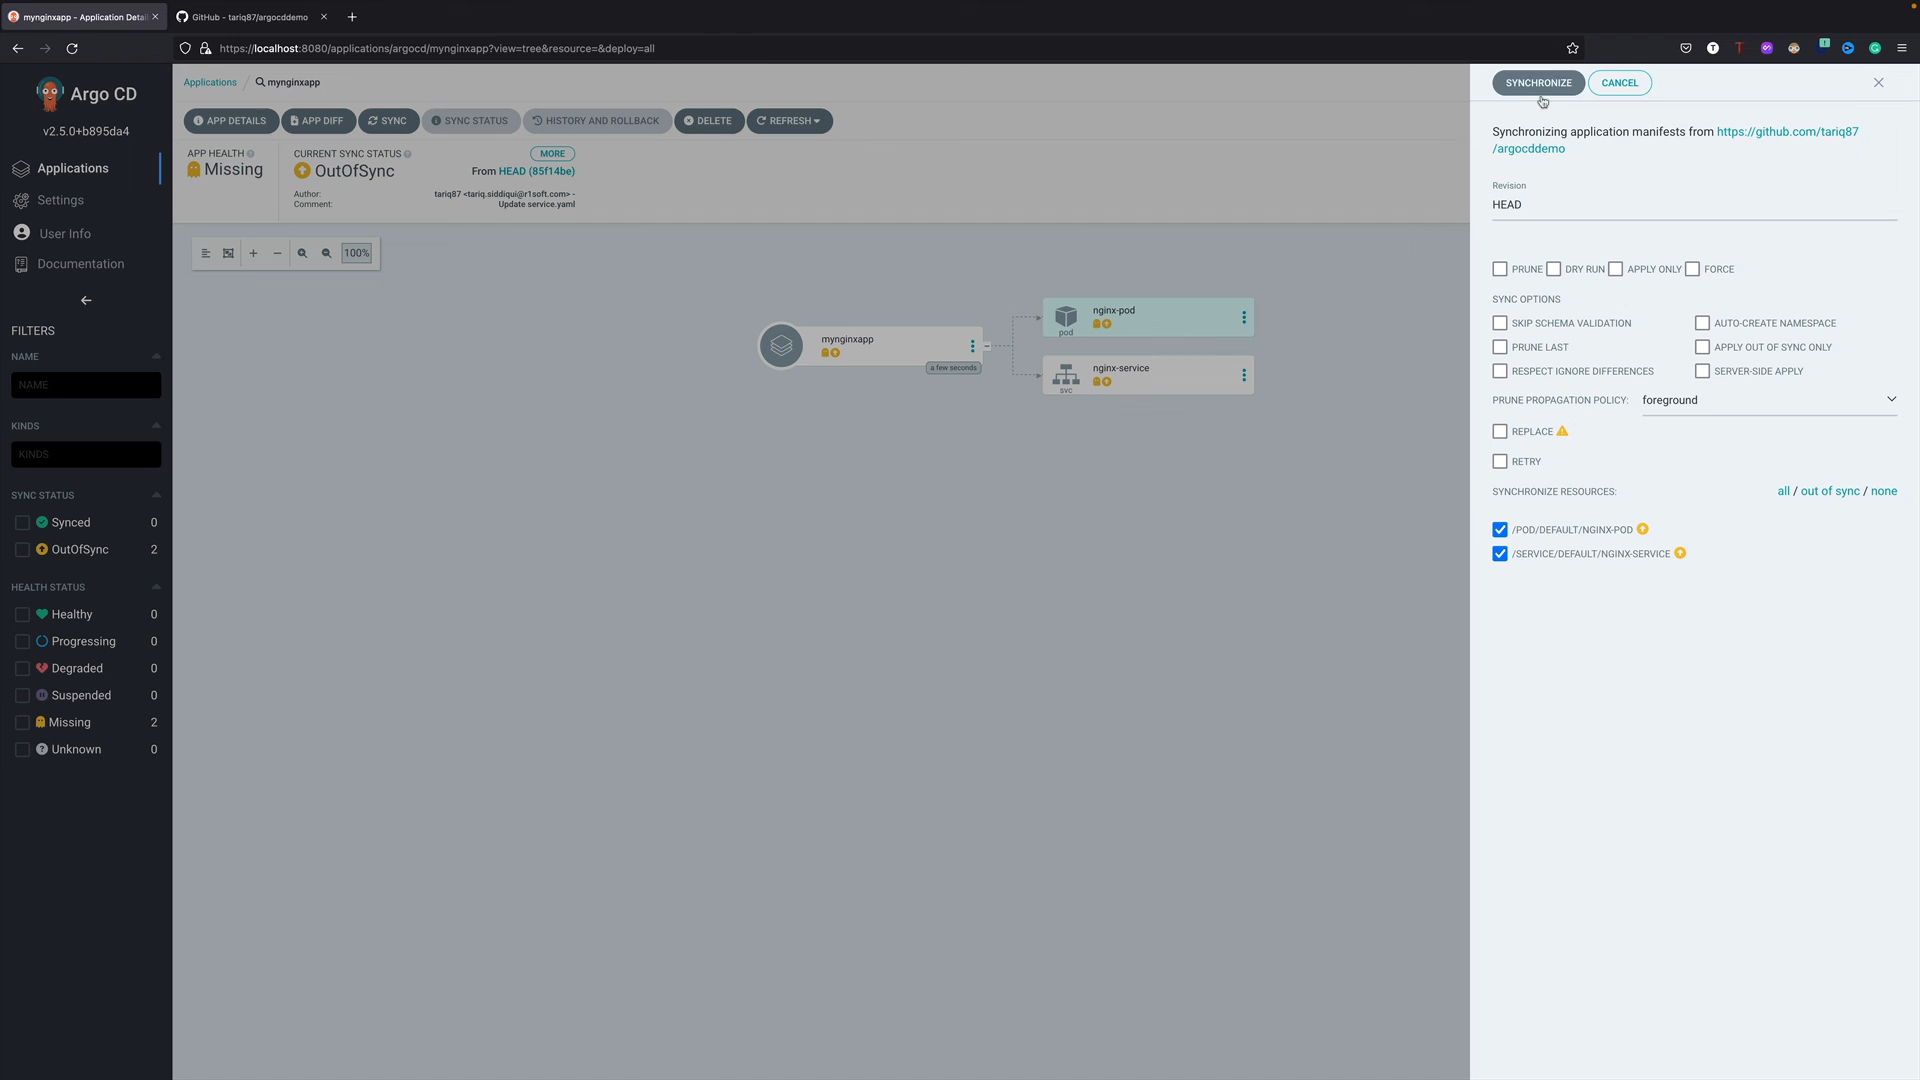 mynginxapp - Application Detai
GitHub - tariq87/argocddemo
https://localhost:8080/applications/argocd/mynginxapp?view=tree&resource=&deploy=all
Argo CD
v2.5.0+b895da4
Applications
Settings
User Info
Documentation
FILTERS
NAME
NAME
KINDS
KINDS
SYNC STATUS
Synced 0
OutOfSync 2
HEALTH STATUS
Healthy 0
Progressing 0
Degraded 0
Suspended 0
Missing 2
Unknown 0
Applications / mynginxapp
APP DETAILS APP DIFF SYNC SYNC STATUS HISTORY AND ROLLBACK DELETE REFRESH
APP HEALTH
Missing
CURRENT SYNC STATUS MORE
OutOfSync From HEAD (85f14be)
Author: tariq87 <tariq.siddiqui@r1soft.com> -
Comment: Update service.yaml
100%
mynginxapp
a few seconds
nginx-pod
pod
nginx-service
svc
SYNCHRONIZE CANCEL
Synchronizing application manifests from https://github.com/tariq87
/argocddemo
Revision
HEAD
PRUNE DRY RUN APPLY ONLY FORCE
SYNC OPTIONS
SKIP SCHEMA VALIDATION AUTO-CREATE NAMESPACE
PRUNE LAST APPLY OUT OF SYNC ONLY
RESPECT IGNORE DIFFERENCES SERVER-SIDE APPLY
PRUNE PROPAGATION POLICY: foreground
REPLACE
RETRY
SYNCHRONIZE RESOURCES: all / out of sync / none
/POD/DEFAULT/NGINX-POD
/SERVICE/DEFAULT/NGINX-SERVICE